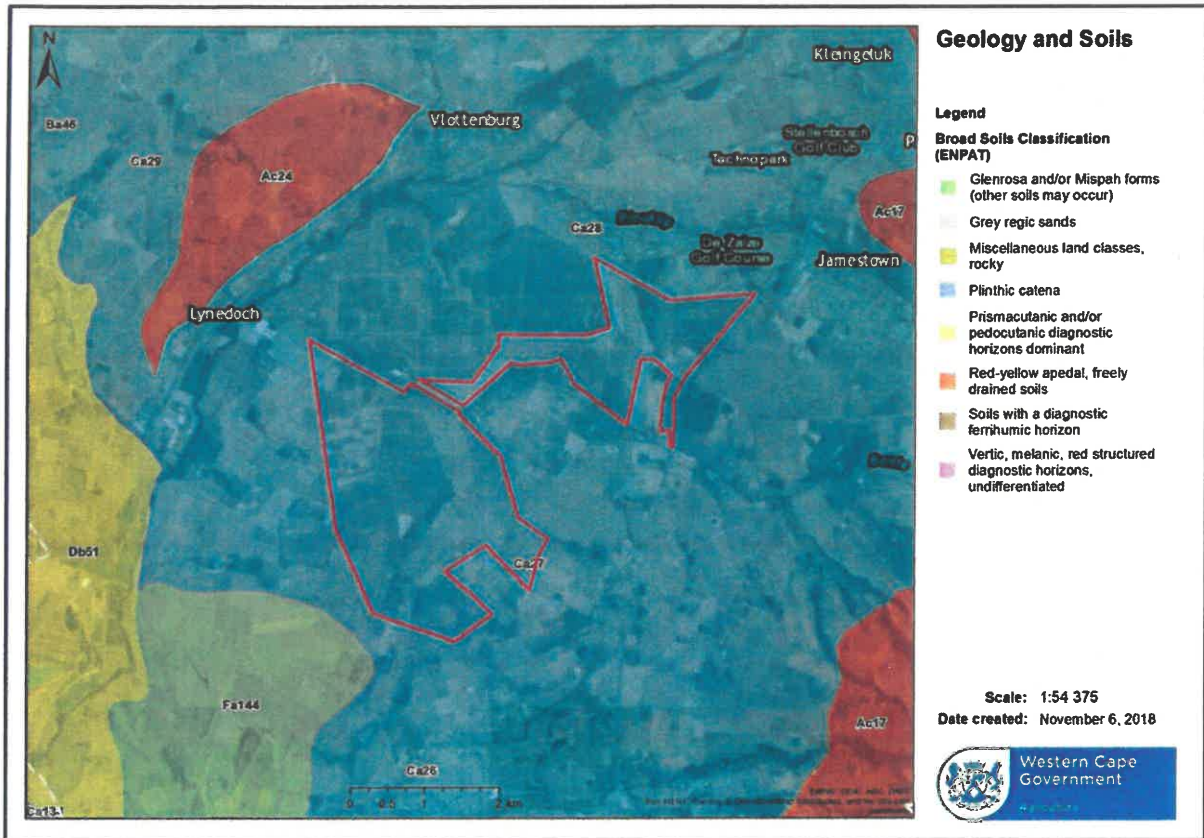 Geology and Soils
Legend
Broad Soils Classification
(ENPAT)
Glenrosa and/or Mispah forms
(other soils may occur)
Grey regic sands
Miscellaneous land classes,
rocky
Plinthic catena
Prismacutanic and/or
pedocutanic diagnostic
horizons dominant
Red-yellow apedal, freely
drained soils
Soils with a diagnostic
ferrihumic horizon
Vertic, melanic, red structured
diagnostic horizons,
undifferentiated
Scale: 1:54 375
Date created: November 6, 2018
Western Cape
Government
Agriculture
N
Kleingeluk
Ba46
Vlottenburg
Stellenbosch
Golf Club
Technopark
P
Ca29
Ac24
Ac17
Ca28
De Zalze
Golf Course
Jamestown
Lynedoch
Db51
Ca27
Fa144
Ac17
Ca26
0 0.5 1 2 km